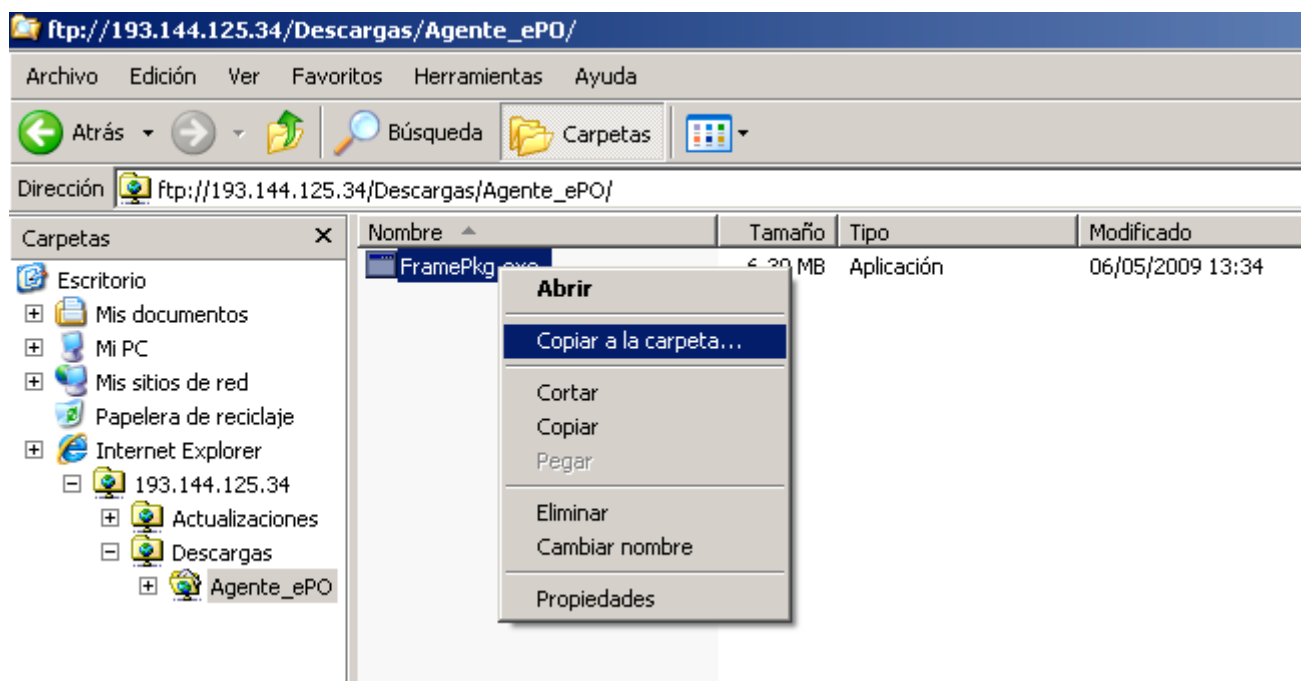 ftp://193.144.125.34/Descargas/Agente_ePO/
Archivo Edición Ver Favoritos Herramientas Ayuda
Atrás Búsqueda Carpetas
Dirección ftp://193.144.125.34/Descargas/Agente_ePO/
Carpetas
Nombre Tamaño Tipo Modificado
FramePkg.exe MB Aplicación 06/05/2009 13:34
Escritorio
Mis documentos
Mi PC
Mis sitios de red
Papelera de reciclaje
Internet Explorer
193.144.125.34
Actualizaciones
Descargas
Agente_ePO
Abrir
Copiar a la carpeta...
Cortar
Copiar
Pegar
Eliminar
Cambiar nombre
Propiedades